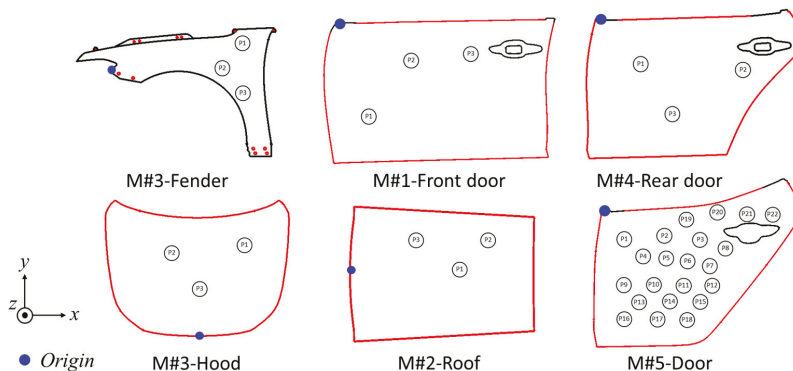 P1
P2
P3
M#3-Fender
P1
P2
P3
M#1-Front door
P1
P2
P3
M#4-Rear door
y
z
x
Origin
P1
P2
P3
M#3-Hood
P3
P2
P1
M#2-Roof
P19
P20
P21
P22
P1
P2
P3
P8
P4
P5
P6
P7
P9
P10
P11
P12
P13
P14
P15
P16
P17
P18
M#5-Door